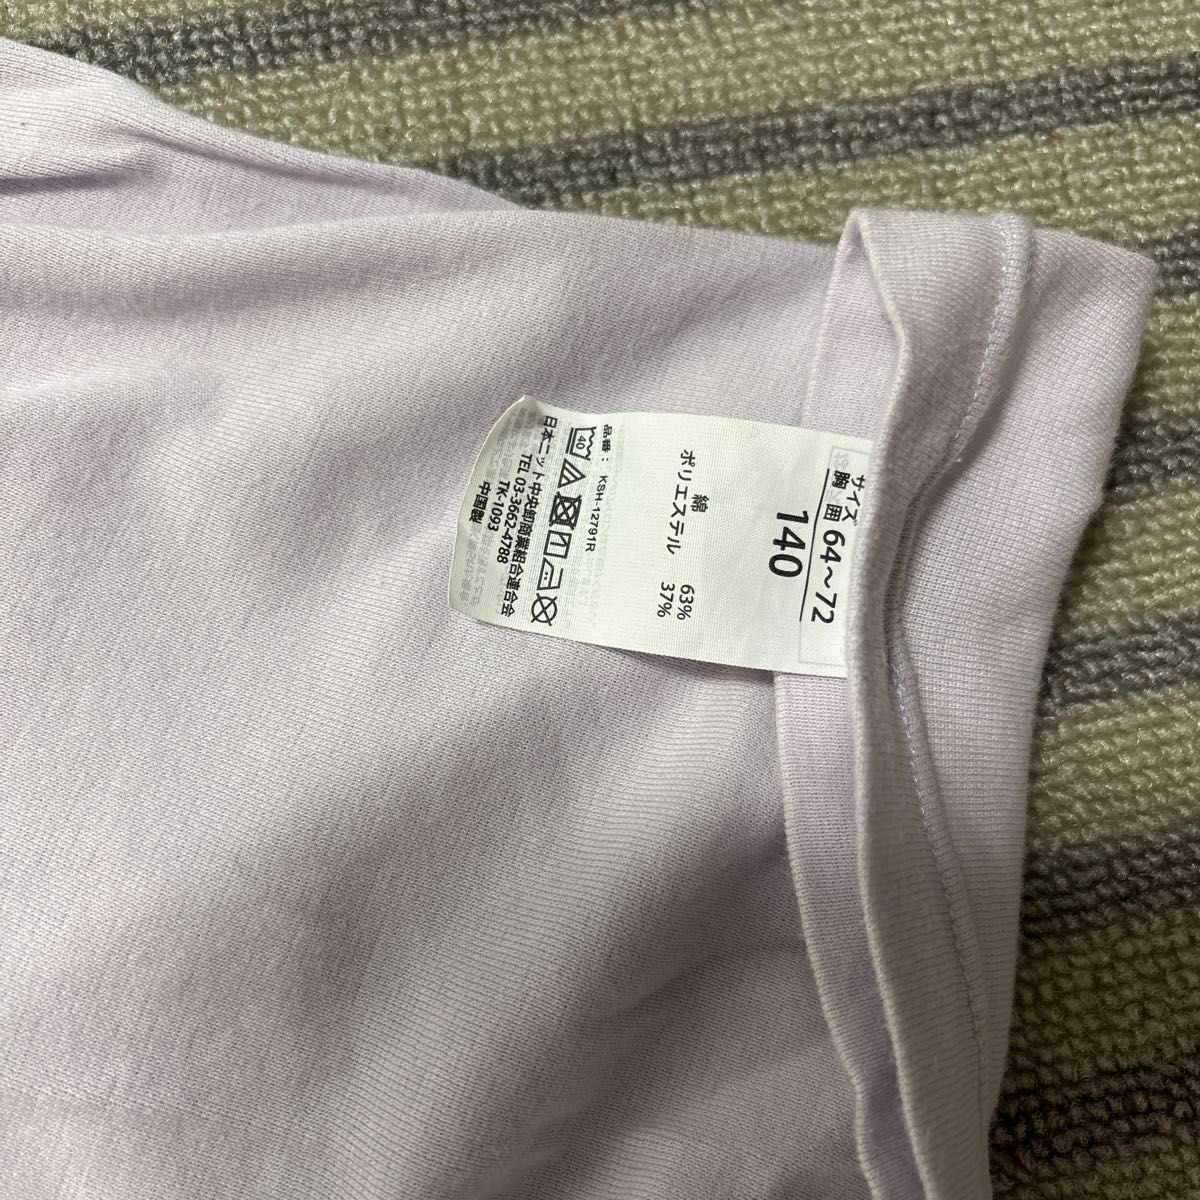 サイズ
胸 囲 64～72
140
綿 63%
ポリエステル 37%
品番： KSH-12791R
40
日本ニット中央卸商業組合連合会
TEL 03-3662-4788
TK-1093
中国製